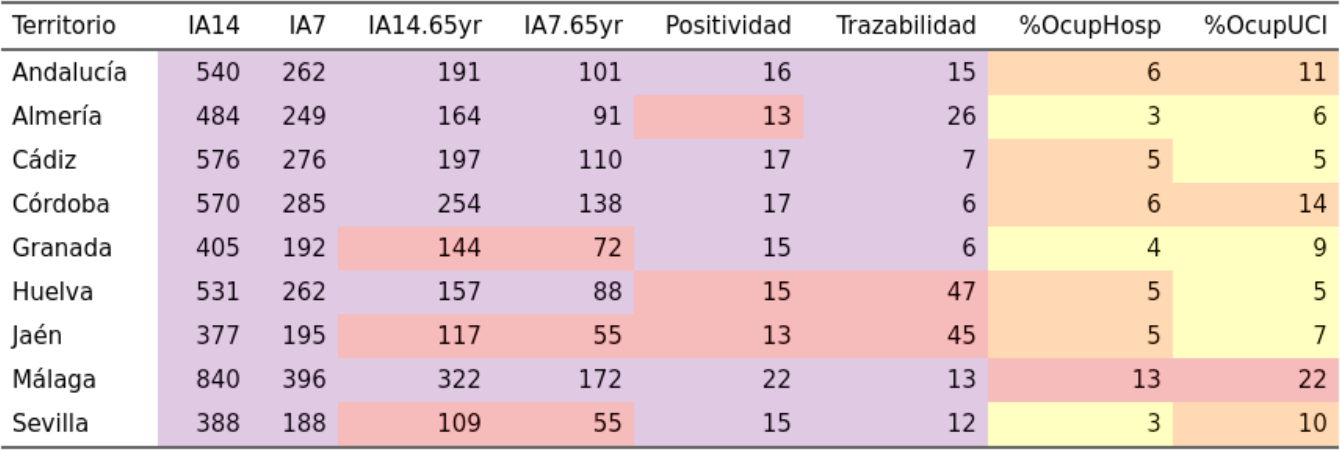 Territorio IA14 IA7 IA14.65yr IA7.65yr Positividad Trazabilidad %OcupHosp %OcupUCI
Andalucía 540 262 191 101 16 15 6 11
Almería 484 249 164 91 13 26 3 6
Cádiz 576 276 197 110 17 7 5 5
Córdoba 570 285 254 138 17 6 6 14
Granada 405 192 144 72 15 6 4 9
Huelva 531 262 157 88 15 47 5 5
Jaén 377 195 117 55 13 45 5 7
Málaga 840 396 322 172 22 13 13 22
Sevilla 388 188 109 55 15 12 3 10